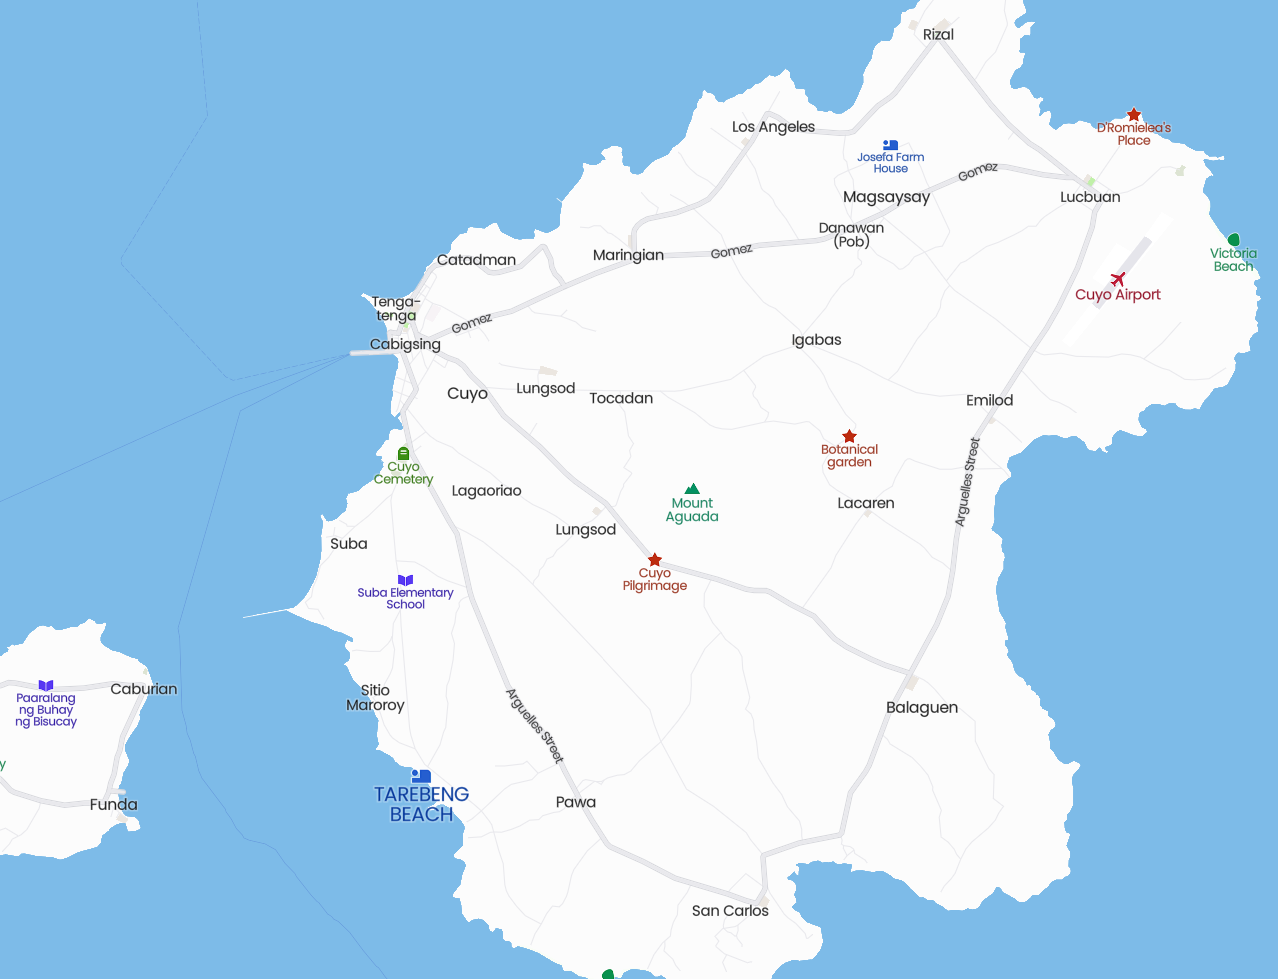 Rizal
D'Romielea's
Place
Los Angeles
Josefa Farm
House
Gomez
Magsaysay
Lucbuan
Danawan
(Pob)
Gomez
Maringian
Catadman
Victoria
Beach
Cuyo Airport
Tenga-
tenga
Gomez
Cabigsing
Igabas
Cuyo
Lungsod
Tocadan
Emilod
Botanical
garden
Cuyo
Cemetery
Arguelles Street
Lagaoriao
Mount
Aguada
Lacaren
Lungsod
Suba
Cuyo
Pilgrimage
Suba Elementary
School
Caburian
Paaralang
ng Buhay
ng Bisucay
Sitio
Maroroy
Arguelles Street
Balaguen
y
TAREBENG
BEACH
Funda
Pawa
San Carlos